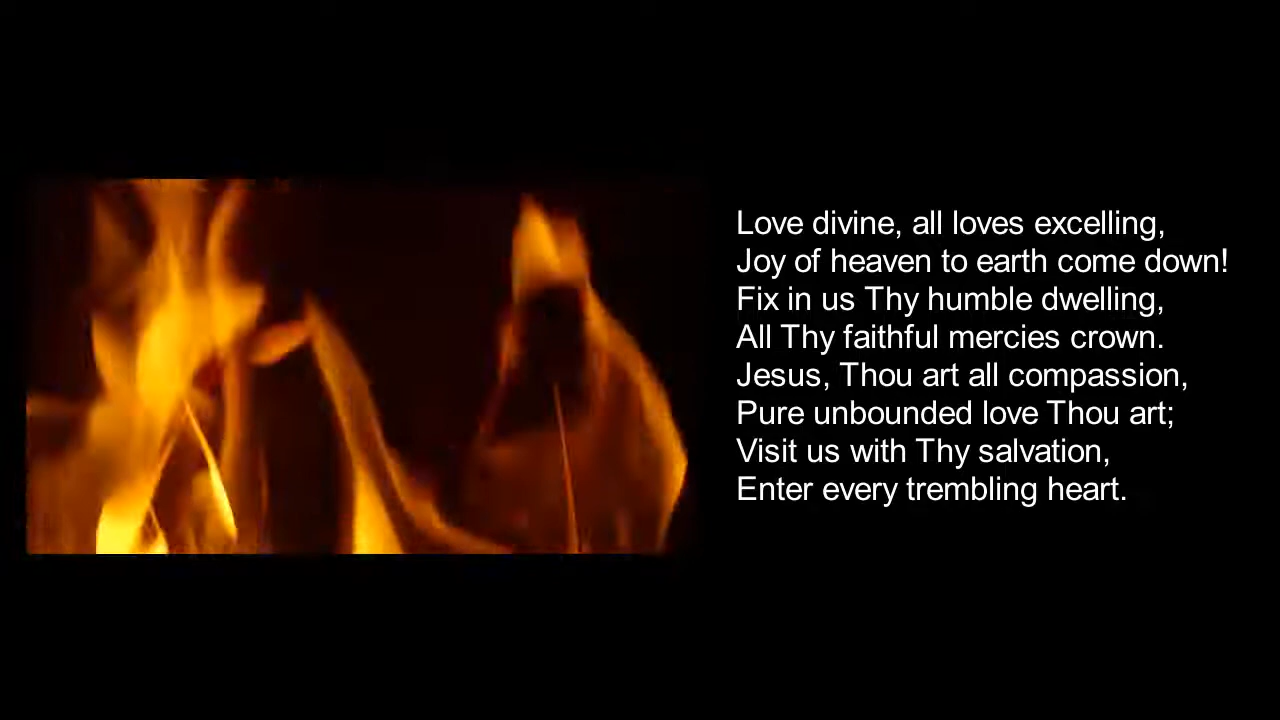 Love divine, all loves excelling,
Joy of heaven to earth come down!
Fix in us Thy humble dwelling,
All Thy faithful mercies crown.
Jesus, Thou art all compassion,
Pure unbounded love Thou art;
Visit us with Thy salvation,
Enter every trembling heart.